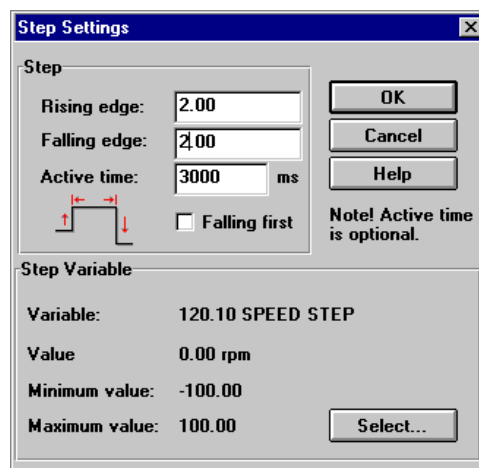 Step Settings
Step
Rising edge: 2.00
Falling edge: 2.00
Active time: 3000 ms
Falling first
OK
Cancel
Help
Note! Active time
is optional.
Step Variable
Variable: 120.10 SPEED STEP
Value 0.00 rpm
Minimum value: -100.00
Maximum value: 100.00
Select...